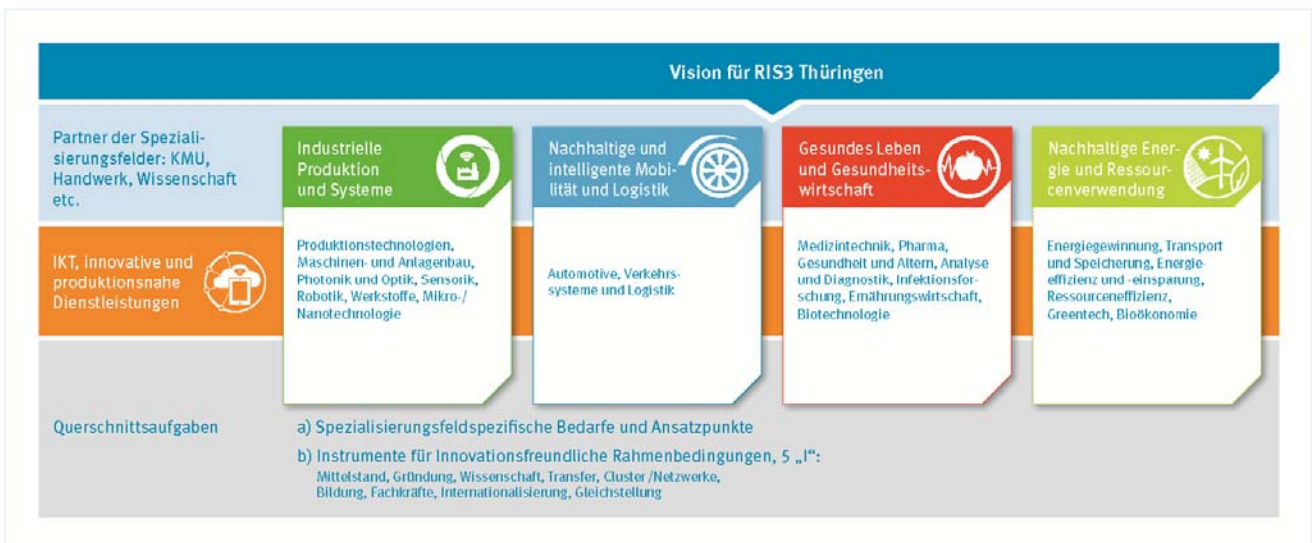 Vision für RIS3 Thüringen
Partner der Speziali-
sierungsfelder: KMU,
Handwerk, Wissenschaft
etc.
Industrielle
Produktion
und Systeme
Nachhaltige und
intelligente Mobi-
lität und Logistik
Gesundes Leben
und Gesundheits-
wirtschaft
Nachhaltige Ener-
gie und Ressour-
cenverwendung
IKT, innovative und
produktionsnahe
Dienstleistungen
Produktionstechnologien,
Maschinen- und Anlagenbau,
Photonik und Optik, Sensorik,
Robotik, Werkstoffe, Mikro-/
Nanotechnologie
Automotive, Verkehrs-
systeme und Logistik
Medizintechnik, Pharma,
Gesundheit und Altern, Analyse
und Diagnostik, Infektionsfor-
schung, Ernährungswirtschaft,
Biotechnologie
Energiegewinnung, Transport
und Speicherung, Energie-
effizienz und -einsparung,
Ressourceneffizienz,
Greentech, Bioökonomie
Querschnittsaufgaben
a) Spezialisierungsfeldspezifische Bedarfe und Ansatzpunkte
b) Instrumente für Innovationsfreundliche Rahmenbedingungen, 5 „I“:
Mittelstand, Gründung, Wissenschaft, Transfer, Cluster/Netzwerke,
Bildung, Fachkräfte, Internationalisierung, Gleichstellung